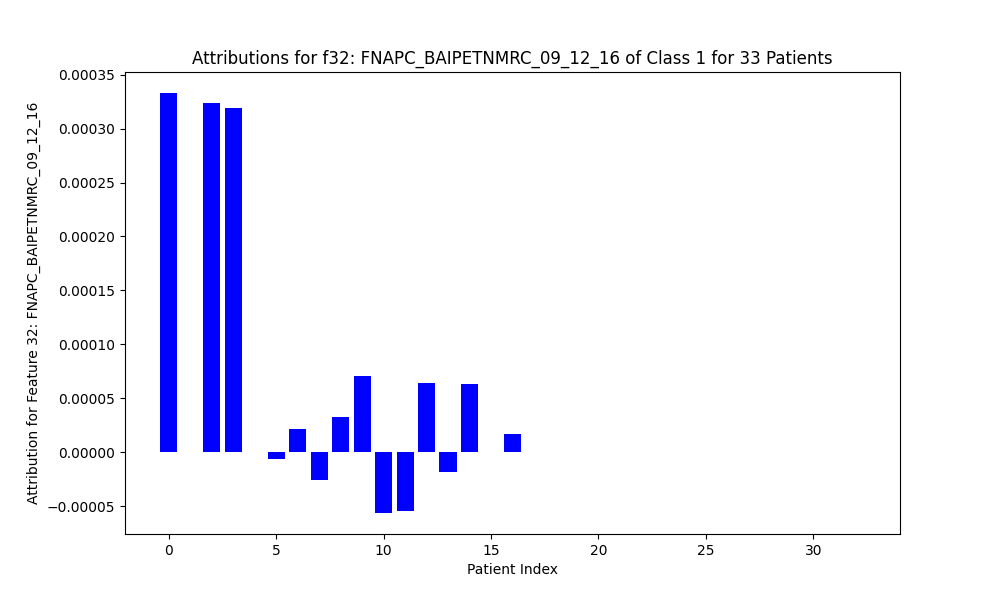 Attributions for f32: FNAPC_BAIPETNMRC_09_12_16 of Class 1 for 33 Patients
Attribution for Feature 32: FNAPC_BAIPETNMRC_09_12_16
0.00035
0.00030
0.00025
0.00020
0.00015
0.00010
0.00005
0.00000
−0.00005
0 5 10 15 20 25 30
Patient Index